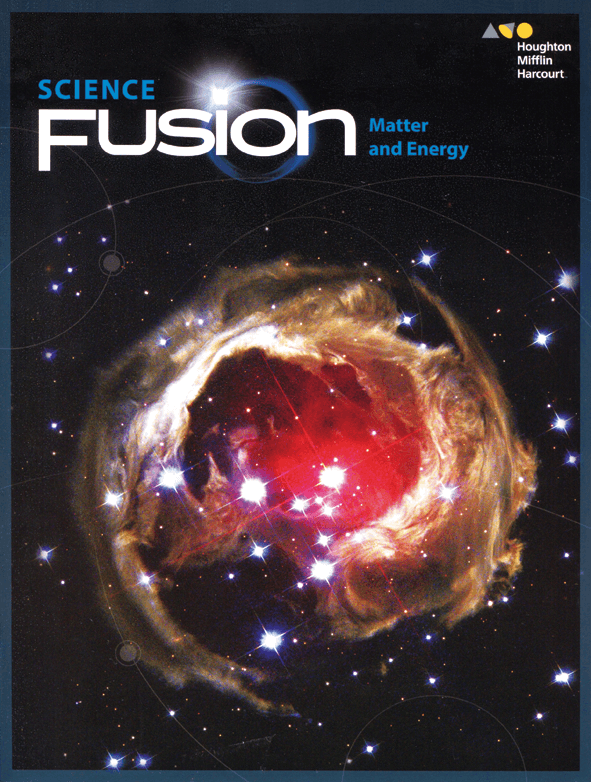 Houghton
Mifflin
Harcourt
SCIENCE
Fusion
Matter
and Energy